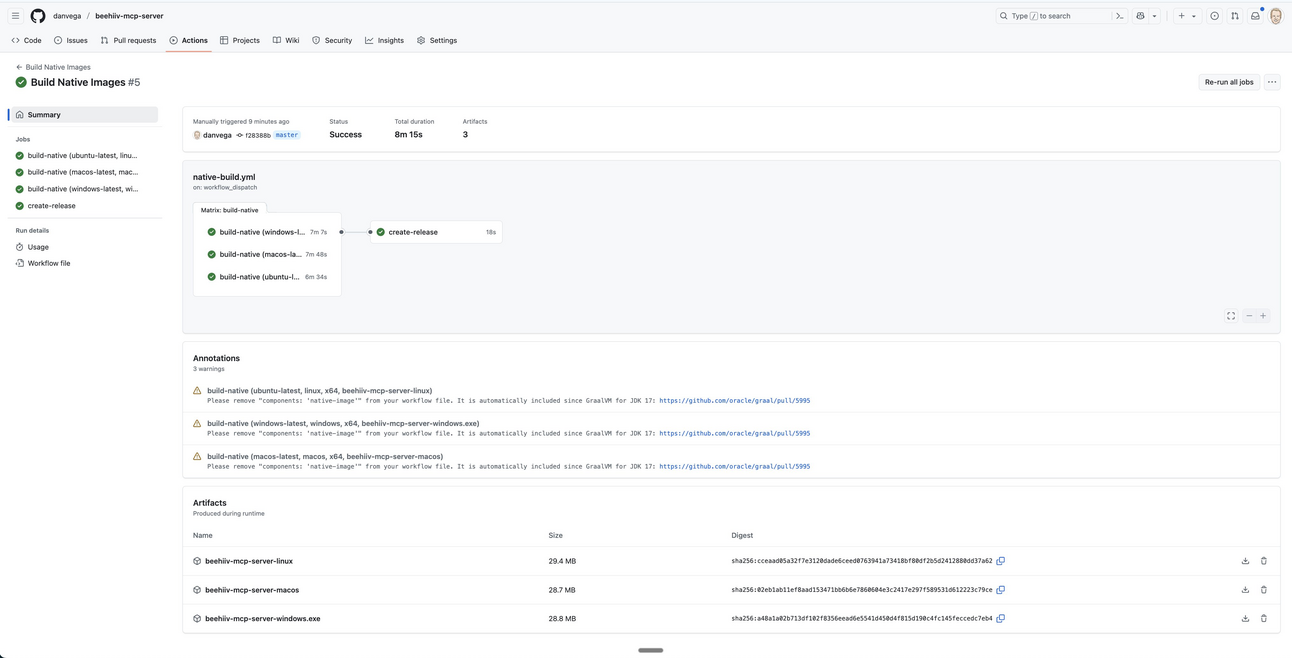 danvega / beehiiv-mcp-server
Type / to search
Code Issues Pull requests Actions Projects Wiki Security Insights Settings
Build Native Images
Build Native Images #5
Re-run all jobs
Summary
Jobs
build-native (ubuntu-latest, linu...
build-native (macos-latest, mac...
build-native (windows-latest, wi...
create-release
Run details
Usage
Workflow file
Manually triggered 9 minutes ago Status Total duration Artifacts
danvega f28388b master Success 8m 15s 3
native-build.yml
on: workflow_dispatch
Matrix: build-native
build-native (windows-l... 7m 7s
build-native (macos-la... 7m 48s
build-native (ubuntu-l... 6m 34s
create-release 18s
Annotations
3 warnings
build-native (ubuntu-latest, linux, x64, beehiiv-mcp-server-linux)
Please remove "components: 'native-image'" from your workflow file. It is automatically included since GraalVM for JDK 17: https://github.com/oracle/graal/pull/5995
build-native (windows-latest, windows, x64, beehiiv-mcp-server-windows.exe)
Please remove "components: 'native-image'" from your workflow file. It is automatically included since GraalVM for JDK 17: https://github.com/oracle/graal/pull/5995
build-native (macos-latest, macos, x64, beehiiv-mcp-server-macos)
Please remove "components: 'native-image'" from your workflow file. It is automatically included since GraalVM for JDK 17: https://github.com/oracle/graal/pull/5995
Artifacts
Produced during runtime
Name Size Digest
beehiiv-mcp-server-linux 29.4 MB sha256:cceaad05a32f7e3120dade6ceed0763941a73418bf80df2b5d2412880dd37a62
beehiiv-mcp-server-macos 28.7 MB sha256:02eb1ab11ef8aad153471bb6b6e7860604e3c2417e297f589531d612223c79ce
beehiiv-mcp-server-windows.exe 28.8 MB sha256:a48a1a02b713df102f8356eead6e5541d450d4f815d190c4fc145feccedc7eb4